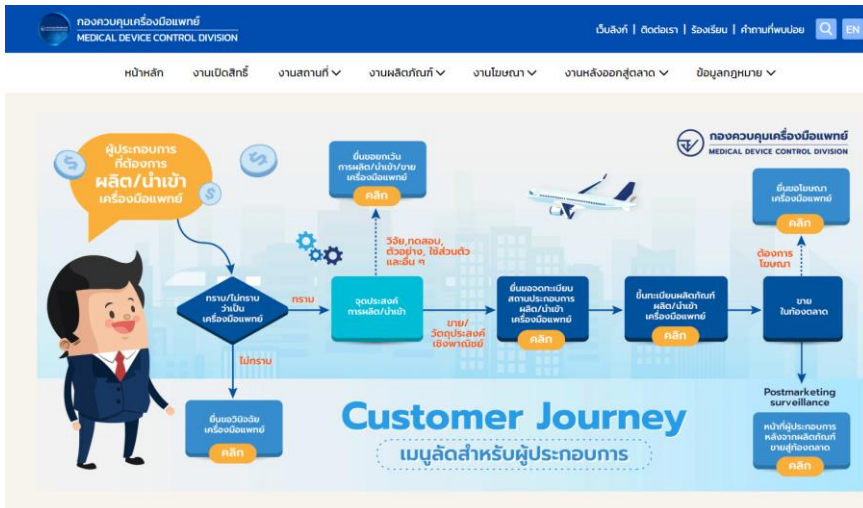 กองควบคุมเครื่องมือแพทย์
MEDICAL DEVICE CONTROL DIVISION
เว็บลิงก์ | ติดต่อเรา | ร้องเรียน | คำถามที่พบบ่อย
EN
หน้าหลัก งานเปิดสิทธิ์ งานสถานที่ งานผลิตภัณฑ์ งานโฆษณา งานหลังออกสู่ตลาด ข้อมูลกฎหมาย
ผู้ประกอบการ
ที่ต้องการ
ผลิต/นำเข้า
เครื่องมือแพทย์
ยื่นขอยกเว้น
การผลิต/นำเข้า/ขาย
เครื่องมือแพทย์
คลิก
กองควบคุมเครื่องมือแพทย์
MEDICAL DEVICE CONTROL DIVISION
ยื่นขอโฆษณา
เครื่องมือแพทย์
คลิก
วิจัย,ทดสอบ,
ตัวอย่าง, ใช้ส่วนตัว
และอื่น ๆ
ต้องการ
โฆษณา
ทราบ/ไม่ทราบ
ว่าเป็น
เครื่องมือแพทย์
ทราบ
จุดประสงค์
การผลิต/นำเข้า
ขาย/
วัตถุประสงค์
เชิงพาณิชย์
ยื่นขอจดทะเบียน
สถานประกอบการ
ผลิต/นำเข้า
เครื่องมือแพทย์
คลิก
ขึ้นทะเบียนผลิตภัณฑ์
ผลิต/นำเข้า
เครื่องมือแพทย์
คลิก
ขาย
ในท้องตลาด
ไม่ทราบ
ยื่นขอวินิจฉัย
เครื่องมือแพทย์
คลิก
Customer Journey
เมนูลัดสำหรับผู้ประกอบการ
Postmarketing
surveillance
หน้าที่ผู้ประกอบการ
หลังจากผลิตภัณฑ์
ขายสู่ท้องตลาด
คลิก